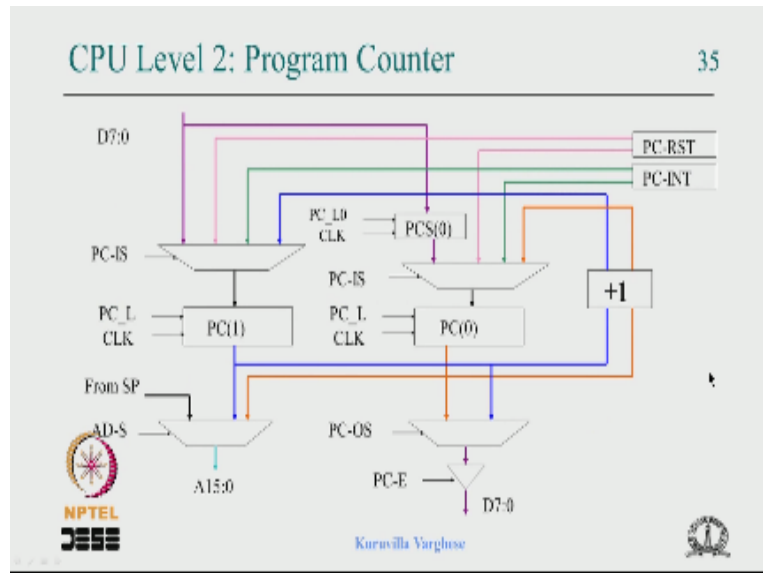 CPU Level 2: Program Counter
35
D7:0
PC-RST
PC-INT
PC_L0
CLK
PCS(0)
PC-IS
PC-IS
+1
PC_L
CLK
PC(1)
PC_L
CLK
PC(0)
From SP
AD-S
PC-OS
A15:0
PC-E
D7:0
NPTEL
DESE
Kuruvilla Varghese